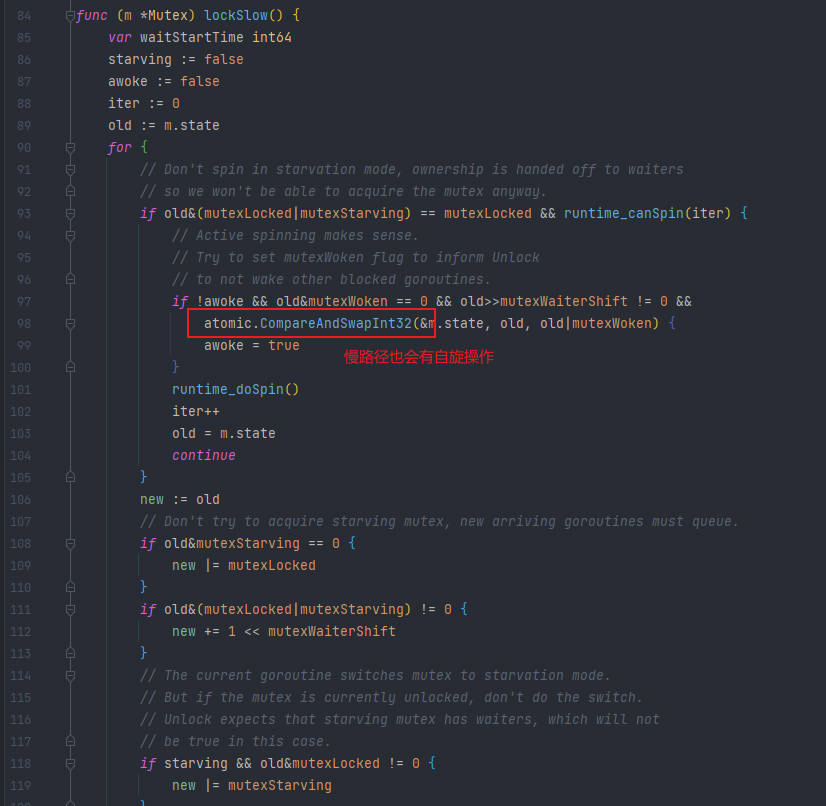 84 func (m *Mutex) lockSlow() {
85 var waitStartTime int64
86 starving := false
87 awoke := false
88 iter := 0
89 old := m.state
90 for {
91 // Don't spin in starvation mode, ownership is handed off to waiters
92 // so we won't be able to acquire the mutex anyway.
93 if old&(mutexLocked|mutexStarving) == mutexLocked && runtime_canSpin(iter) {
94 // Active spinning makes sense.
95 // Try to set mutexWoken flag to inform Unlock
96 // to not wake other blocked goroutines.
97 if !awoke && old&mutexWoken == 0 && old>>mutexWaiterShift != 0 &&
98 atomic.CompareAndSwapInt32(&m.state, old, old|mutexWoken) {
99 awoke = true
慢路径也会有自旋操作
100 }
101 runtime_doSpin()
102 iter++
103 old = m.state
104 continue
105 }
106 new := old
107 // Don't try to acquire starving mutex, new arriving goroutines must queue.
108 if old&mutexStarving == 0 {
109 new |= mutexLocked
110 }
111 if old&(mutexLocked|mutexStarving) != 0 {
112 new += 1 << mutexWaiterShift
113 }
114 // The current goroutine switches mutex to starvation mode.
115 // But if the mutex is currently unlocked, don't do the switch.
116 // Unlock expects that starving mutex has waiters, which will not
117 // be true in this case.
118 if starving && old&mutexLocked != 0 {
119 new |= mutexStarving